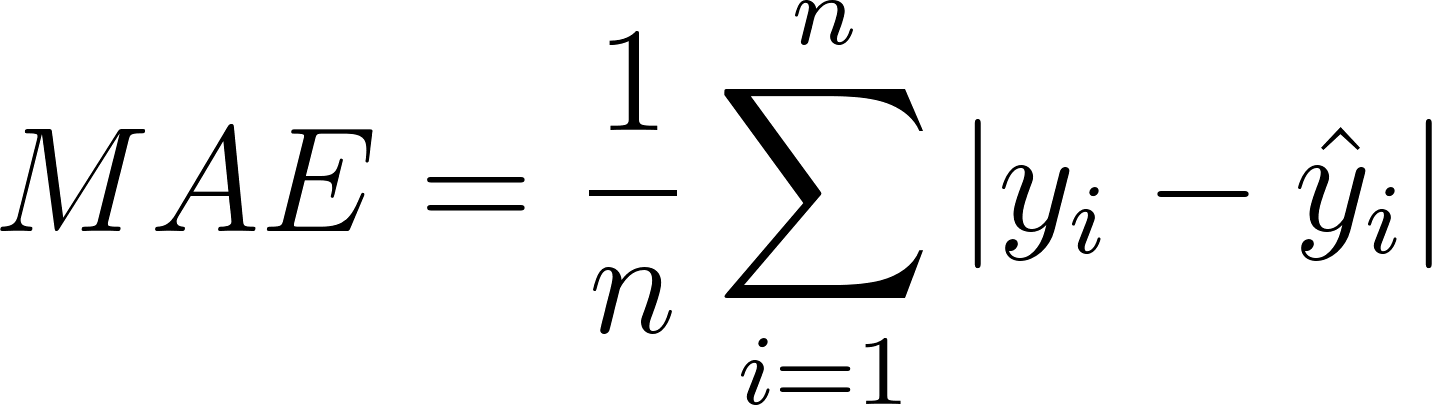 $MAE = \frac{1}{n} \sum_{i=1}^{n} |y_i - \hat{y}_i|$